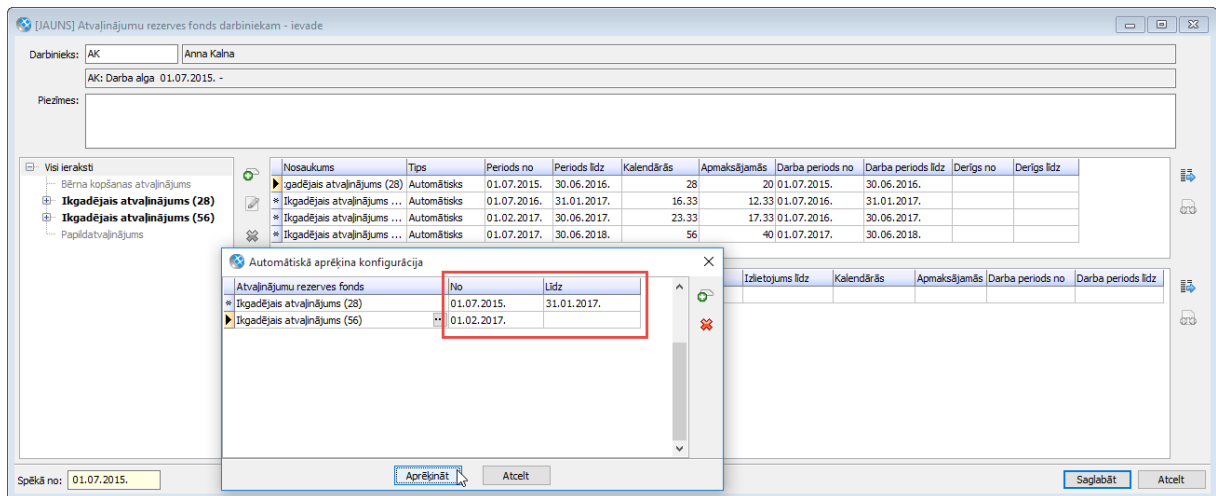 [JAUNS] Atvaļinājumu rezerves fonds darbiniekam - ievade
Darbinieks: AK Anna Kalna
AK: Darba alga 01.07.2015. -
Piezīmes:
Visi ieraksti
Bērna kopšanas atvaļinājums
Ikgadējais atvaļinājums (28)
Ikgadējais atvaļinājums (56)
Papildatvaļinājums
Nosaukums Tips Periods no Periods līdz Kalendārās Apmaksājamās Darba periods no Darba periods līdz Derīgs no Derīgs līdz
:gadējais atvaļinājums (28) Automātisks 01.07.2015. 30.06.2016. 28 20 01.07.2015. 30.06.2016.
Ikgadējais atvaļinājums ... Automātisks 01.07.2016. 31.01.2017. 16.33 12.33 01.07.2016. 31.01.2017.
Ikgadējais atvaļinājums ... Automātisks 01.02.2017. 30.06.2017. 23.33 17.33 01.07.2016. 30.06.2017.
Ikgadējais atvaļinājums ... Automātisks 01.07.2017. 30.06.2018. 56 40 01.07.2017. 30.06.2018.
Izlietojums līdz Kalendārās Apmaksājamās Darba periods no Darba periods līdz
Automātiskā aprēķina konfigurācija
Atvaļinājumu rezerves fonds No Līdz
Ikgadējais atvaļinājums (28) 01.07.2015. 31.01.2017.
Ikgadējais atvaļinājums (56) 01.02.2017.
Aprēķināt Atcelt
Spēkā no: 01.07.2015. Saglabāt Atcelt